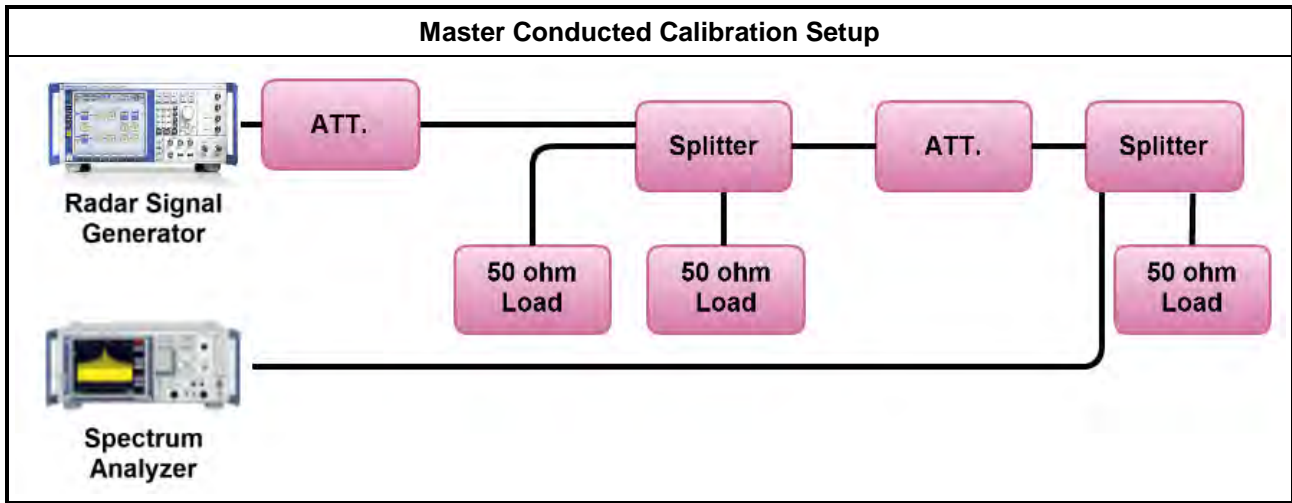 Master Conducted Calibration Setup
ATT.
Splitter
ATT.
Splitter
Radar Signal
Generator
50 ohm
Load
50 ohm
Load
50 ohm
Load
Spectrum
Analyzer